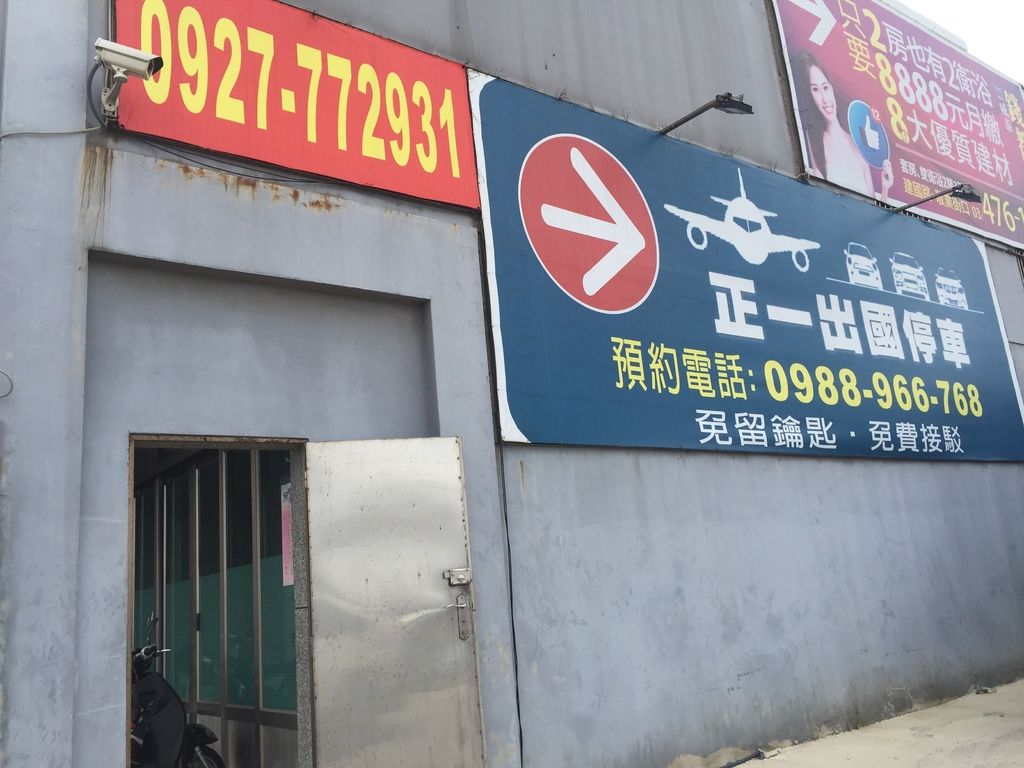 0927-772931
正一出國停車
預約電話: 0988-966-768
免留鑰匙·免費接駁
只要2房也有2衛浴
8888元月繳
8大優質建材
476-